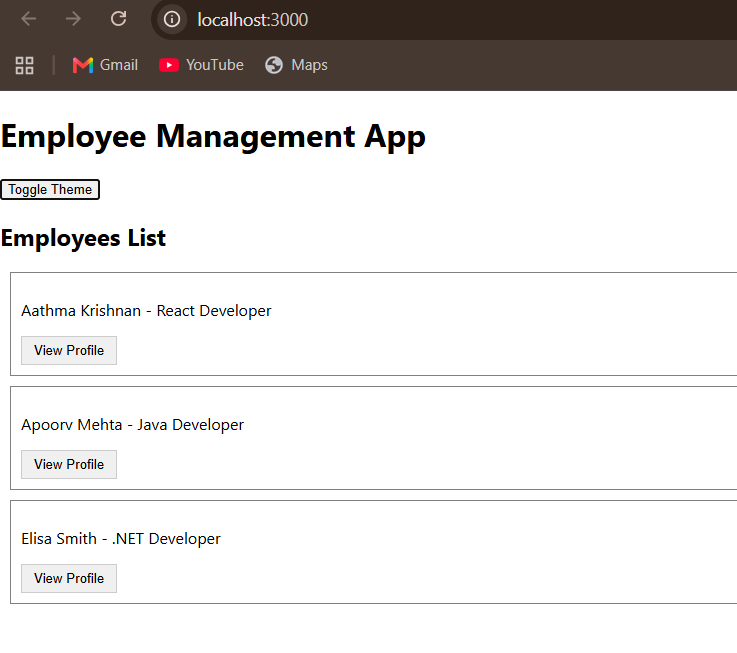 localhost:3000
Gmail YouTube Maps
Employee Management App
Toggle Theme
Employees List
Aathma Krishnan - React Developer
View Profile
Apoorv Mehta - Java Developer
View Profile
Elisa Smith - .NET Developer
View Profile